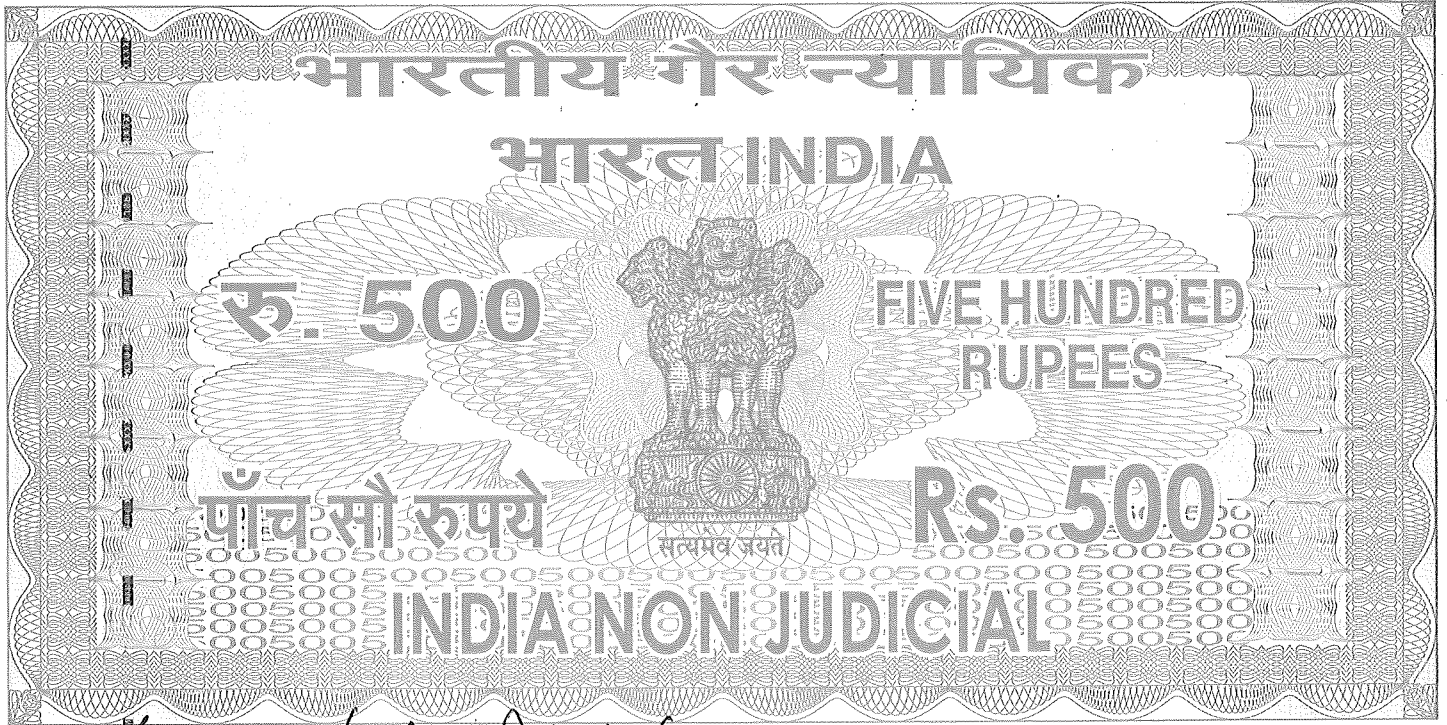 भारतीय गैर न्यायिक
भारत INDIA
रु. 500
FIVE HUNDRED
RUPEES
पाँच सौ रुपये
Rs. 500
सत्यमेव जयते
INDIA NON JUDICIAL